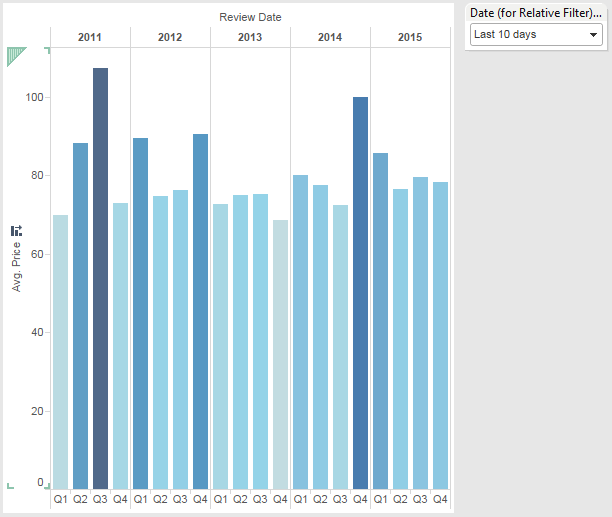 Review Date
2011 2012 2013 2014 2015
Date (for Relative Filter)...
Last 10 days
Avg. Price
100
80
60
40
20
0
Q1 Q2 Q3 Q4 Q1 Q2 Q3 Q4 Q1 Q2 Q3 Q4 Q1 Q2 Q3 Q4 Q1 Q2 Q3 Q4